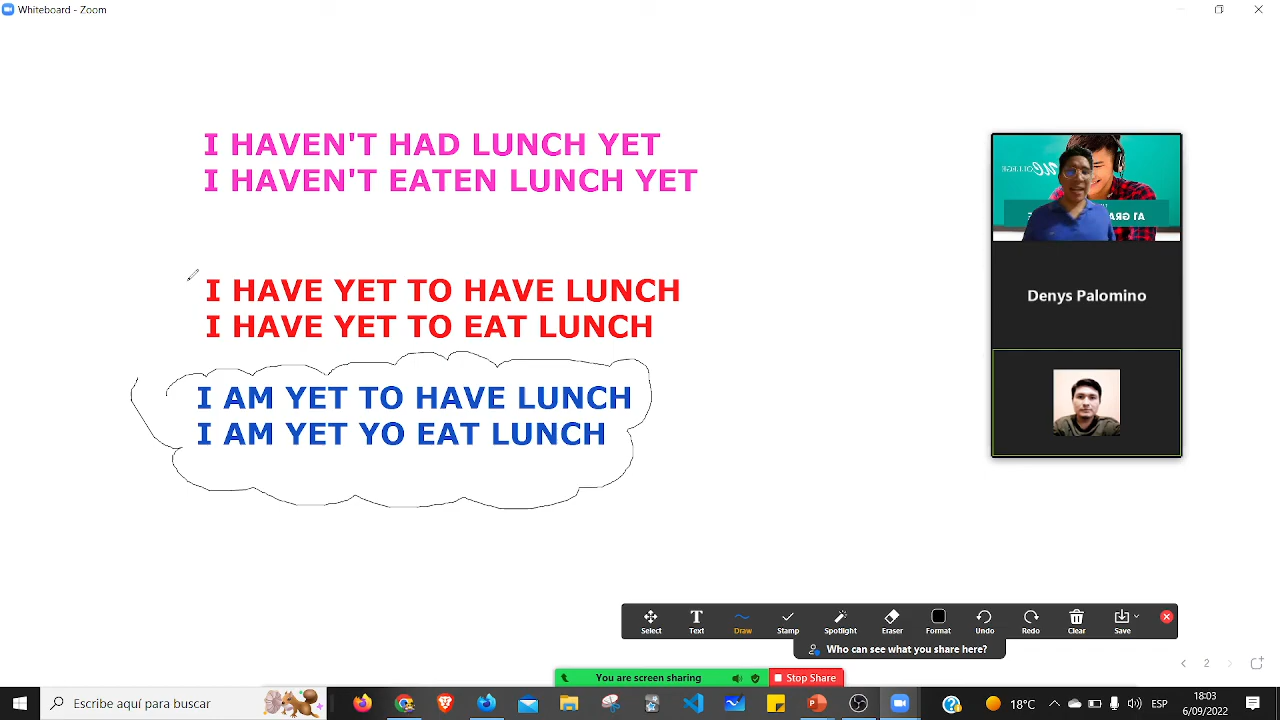 Whiteboard - Zoom
I HAVEN'T HAD LUNCH YET
I HAVEN'T EATEN LUNCH YET
I HAVE YET TO HAVE LUNCH
I HAVE YET TO EAT LUNCH
I AM YET TO HAVE LUNCH
I AM YET YO EAT LUNCH
Denys Palomino
Select Text Draw Stamp Spotlight Eraser Format Undo Redo Clear Save
Who can see what you share here?
2
You are screen sharing Stop Share
Escribe aquí para buscar
18°C ESP 18:03
6/09/2022